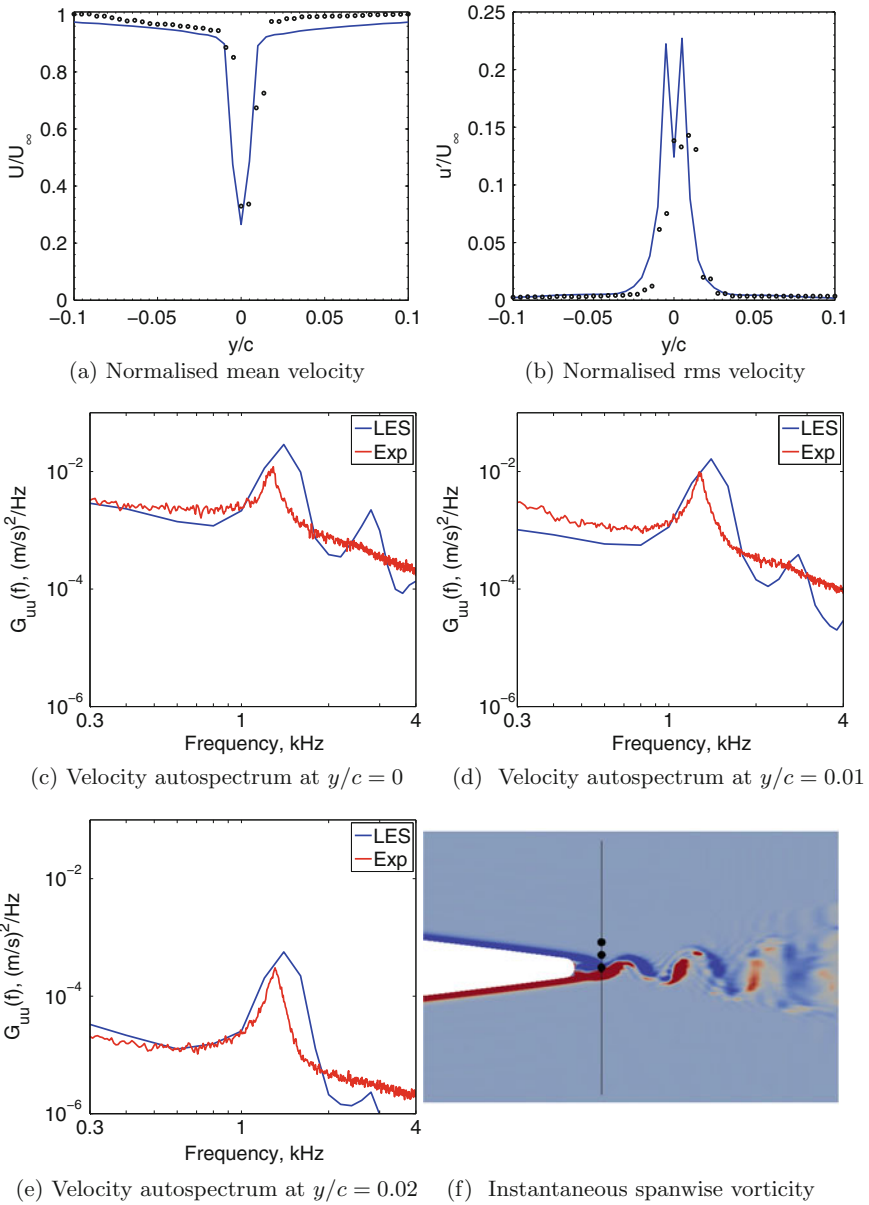 1
0.8
0.6
0.4
0.2
0
U/U∞
−0.1 −0.05 0 0.05 0.1
y/c
(a) Normalised mean velocity
0.25
0.2
0.15
0.1
0.05
0
u′/U∞
−0.1 −0.05 0 0.05 0.1
y/c
(b) Normalised rms velocity
LES
Exp
10⁻²
10⁻⁴
10⁻⁶
G_uu(f), (m/s)²/Hz
0.3 1 4
Frequency, kHz
(c) Velocity autospectrum at y/c = 0
LES
Exp
10⁻²
10⁻⁴
10⁻⁶
G_uu(f), (m/s)²/Hz
0.3 1 4
Frequency, kHz
(d) Velocity autospectrum at y/c = 0.01
LES
Exp
10⁻²
10⁻⁴
10⁻⁶
G_uu(f), (m/s)²/Hz
0.3 1 4
Frequency, kHz
(e) Velocity autospectrum at y/c = 0.02
(f) Instantaneous spanwise vorticity